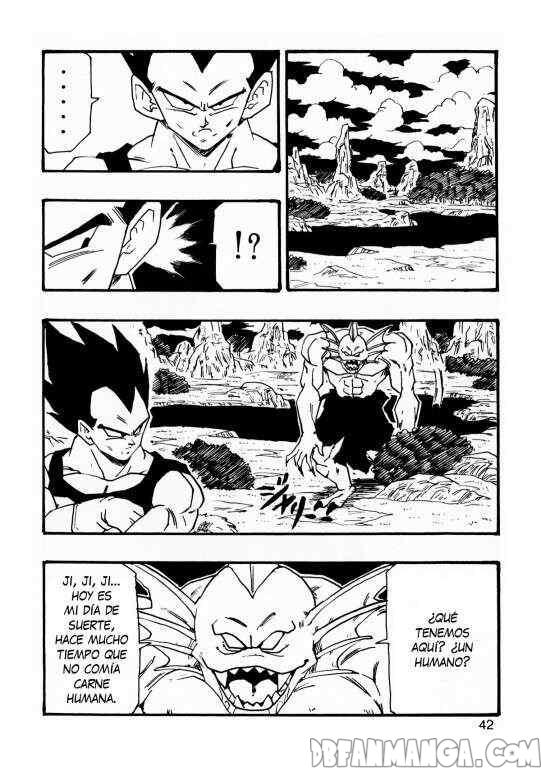 .....
!?
¿QUÉ
TENEMOS
AQUÍ? ¿UN
HUMANO?
JI, JI, JI...
HOY ES
MI DÍA DE
SUERTE,
HACE MUCHO
TIEMPO QUE
NO COMÍA
CARNE
HUMANA.
42
DBFANMANGA.COM